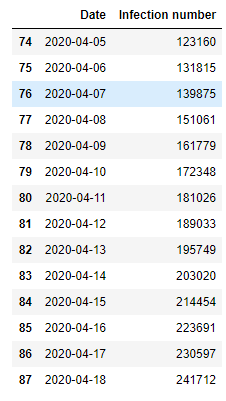 Date Infection number
74 2020-04-05 123160
75 2020-04-06 131815
76 2020-04-07 139875
77 2020-04-08 151061
78 2020-04-09 161779
79 2020-04-10 172348
80 2020-04-11 181026
81 2020-04-12 189033
82 2020-04-13 195749
83 2020-04-14 203020
84 2020-04-15 214454
85 2020-04-16 223691
86 2020-04-17 230597
87 2020-04-18 241712